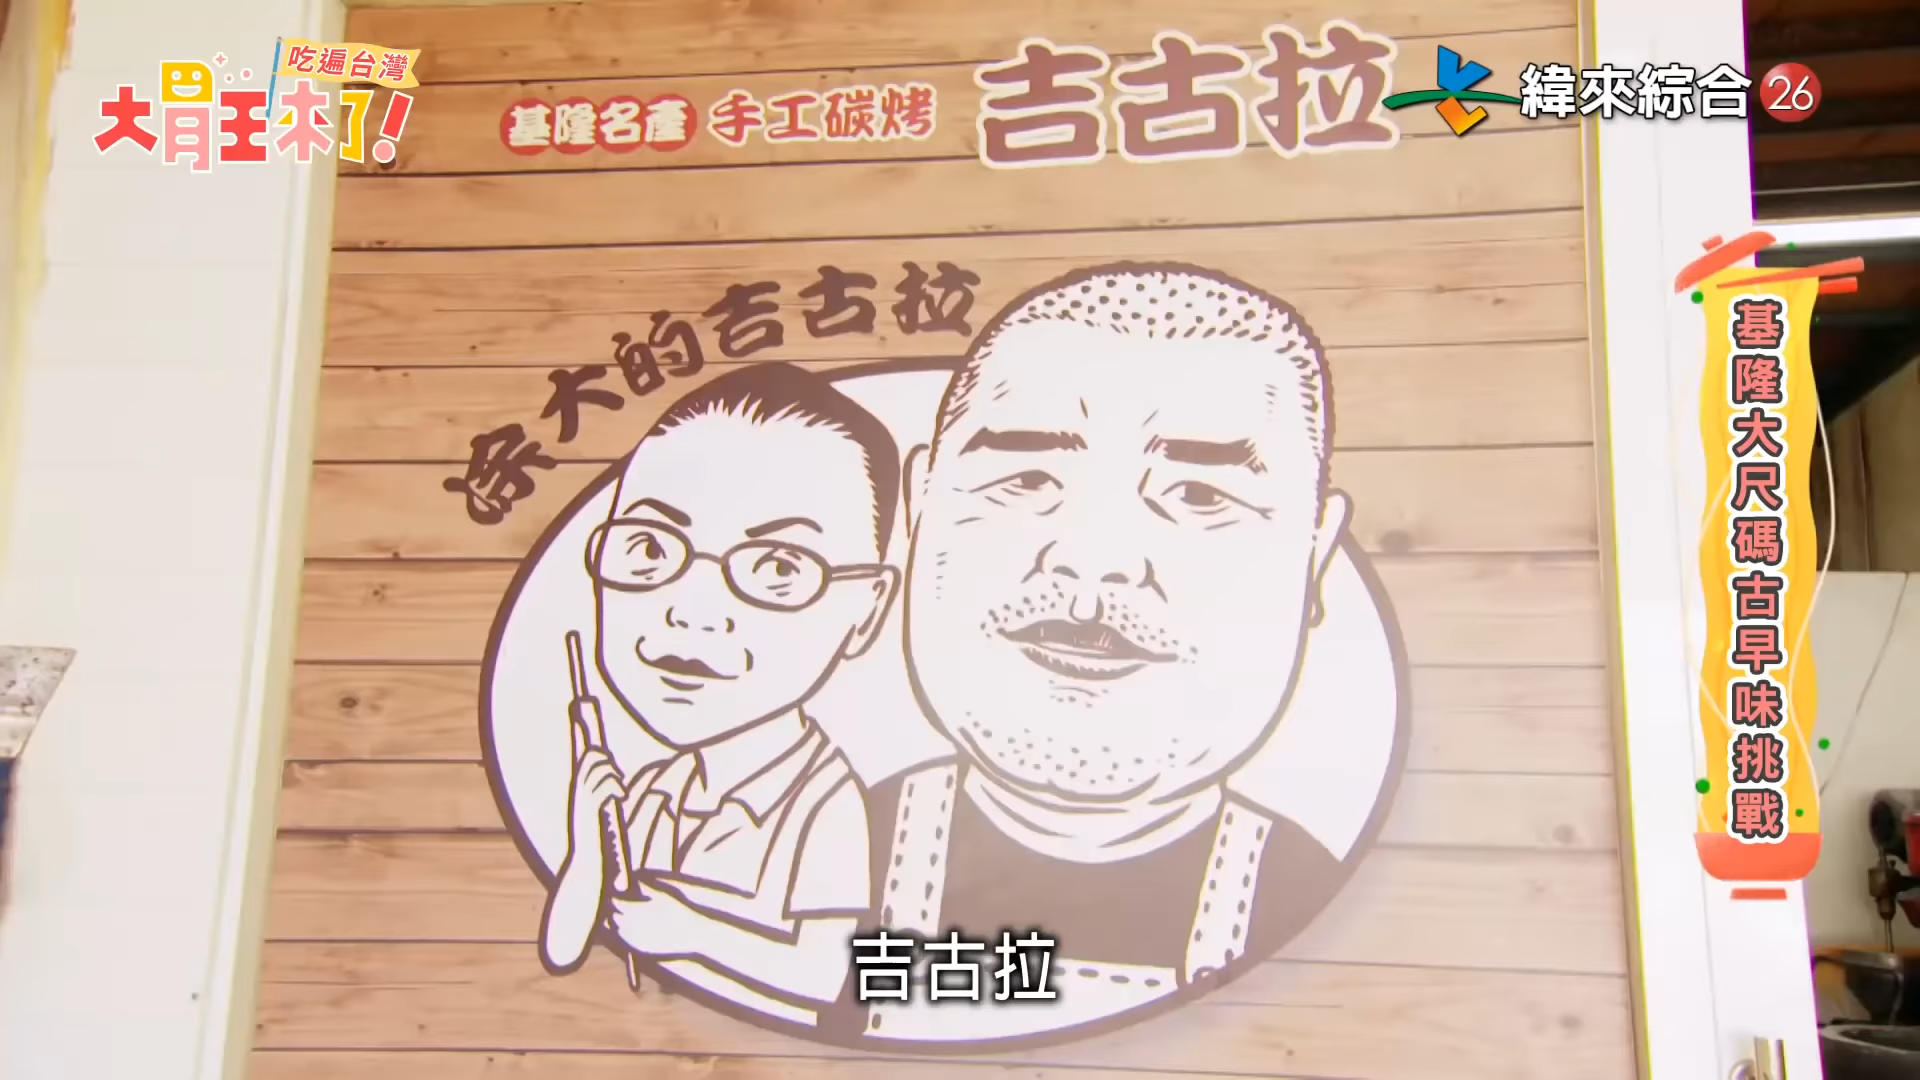 吃遍台灣
大胃王來了!
基隆名產 手工碳烤 吉古拉
緯來綜合 26
大的吉古拉
基隆大尺碼古早味挑戰
吉古拉